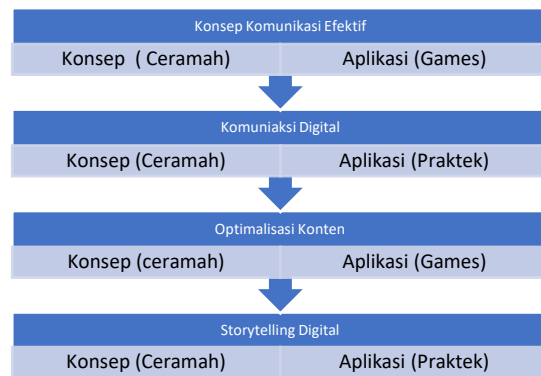 Konsep Komunikasi Efektif
Konsep ( Ceramah) Aplikasi (Games)
Komuniaksi Digital
Konsep (Ceramah) Aplikasi (Praktek)
Optimalisasi Konten
Konsep (ceramah) Aplikasi (Games)
Storytelling Digital
Konsep (Ceramah) Aplikasi (Praktek)